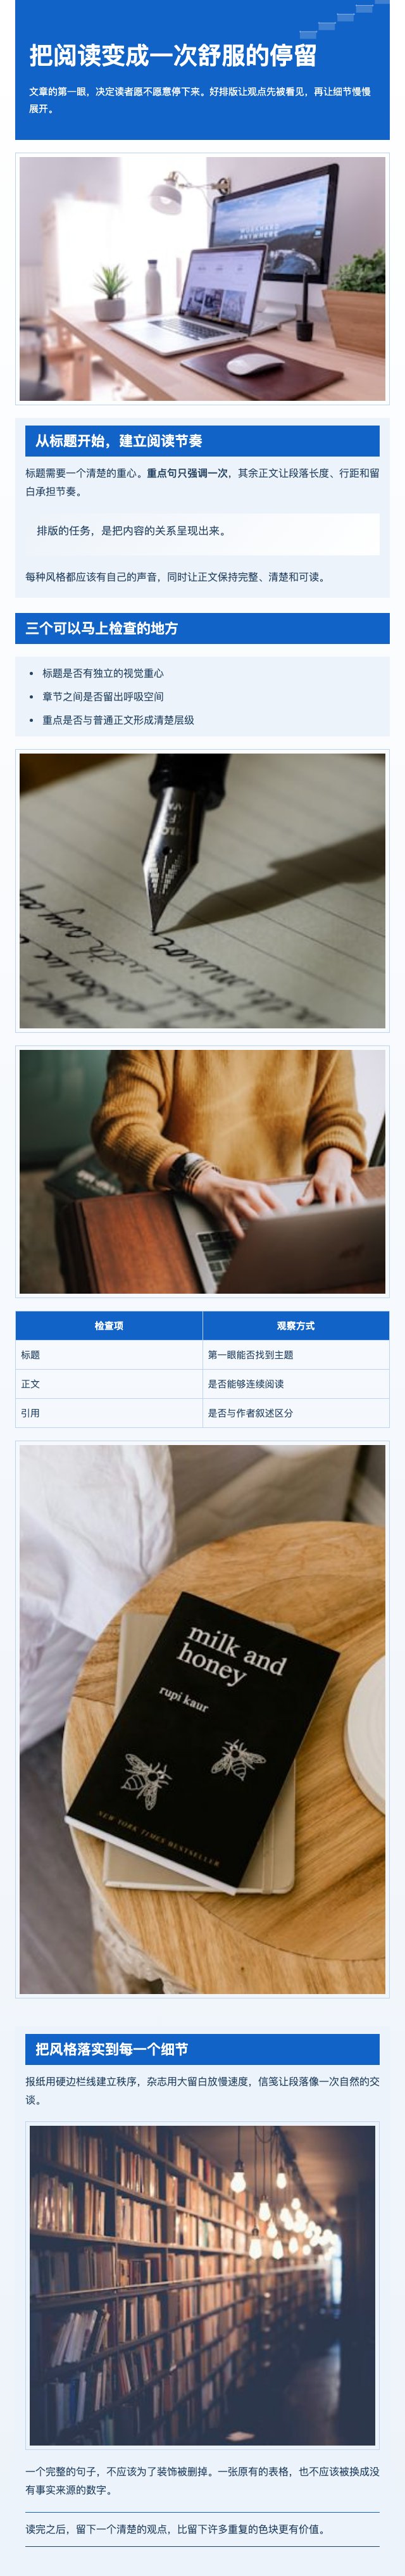 把阅读变成一次舒服的停留
文章的第一眼，决定读者愿不愿意停下来。好排版让观点先被看见，再让细节慢慢
展开。
从标题开始，建立阅读节奏
标题需要一个清楚的重心。重点句只强调一次，其余正文让段落长度、行距和留
白承担节奏。
排版的任务，是把内容的关系呈现出来。
每种风格都应该有自己的声音，同时让正文保持完整、清楚和可读。
三个可以马上检查的地方
• 标题是否有独立的视觉重心
• 章节之间是否留出呼吸空间
• 重点是否与普通正文形成清楚层级
检查项 观察方式
标题 第一眼能否找到主题
正文 是否能够连续阅读
引用 是否与作者叙述区分
milk and
honey
rupi kaur
NEW YORK TIMES BESTSELLER
把风格落实到每一个细节
报纸用硬边栏线建立秩序，杂志用大留白放慢速度，信笺让段落像一次自然的交
谈。
一个完整的句子，不应该为了装饰被删掉。一张原有的表格，也不应该被换成没
有事实来源的数字。
读完之后，留下一个清楚的观点，比留下许多重复的色块更有价值。